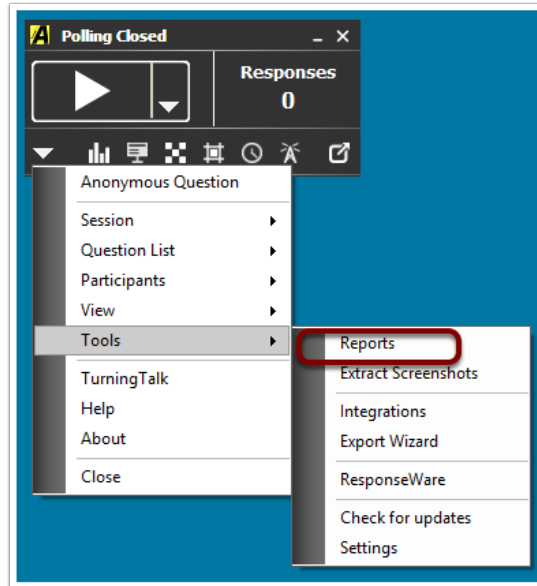 Polling Closed
Responses
0
Anonymous Question
Session
Question List
Participants
View
Tools
TurningTalk
Help
About
Close
Reports
Extract Screenshots
Integrations
Export Wizard
ResponseWare
Check for updates
Settings